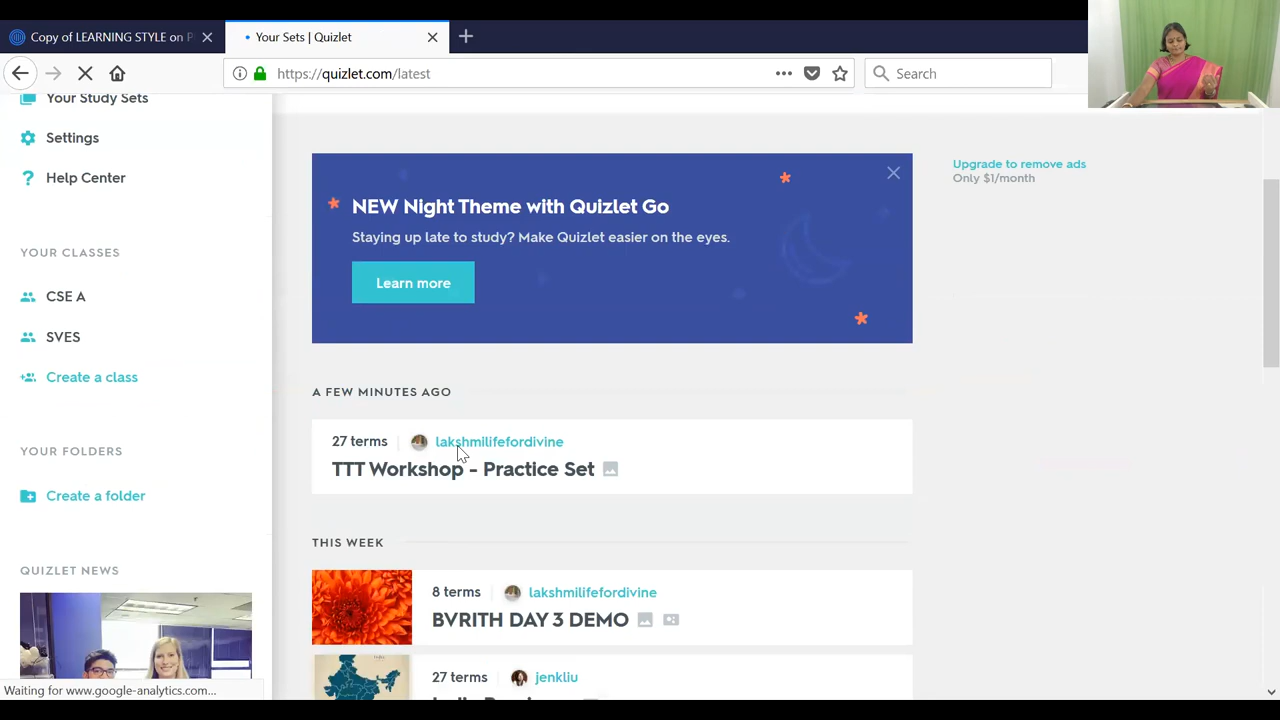 Copy of LEARNING STYLE on P
Your Sets | Quizlet
https://quizlet.com/latest
Search
Your Study Sets
Settings
Help Center
YOUR CLASSES
CSE A
SVES
Create a class
YOUR FOLDERS
Create a folder
QUIZLET NEWS
Waiting for www.google-analytics.com...
NEW Night Theme with Quizlet Go
Staying up late to study? Make Quizlet easier on the eyes.
Learn more
Upgrade to remove ads
Only $1/month
A FEW MINUTES AGO
27 terms lakshmilifefordivine
TTT Workshop - Practice Set
THIS WEEK
8 terms lakshmilifefordivine
BVRITH DAY 3 DEMO
27 terms jenkliu